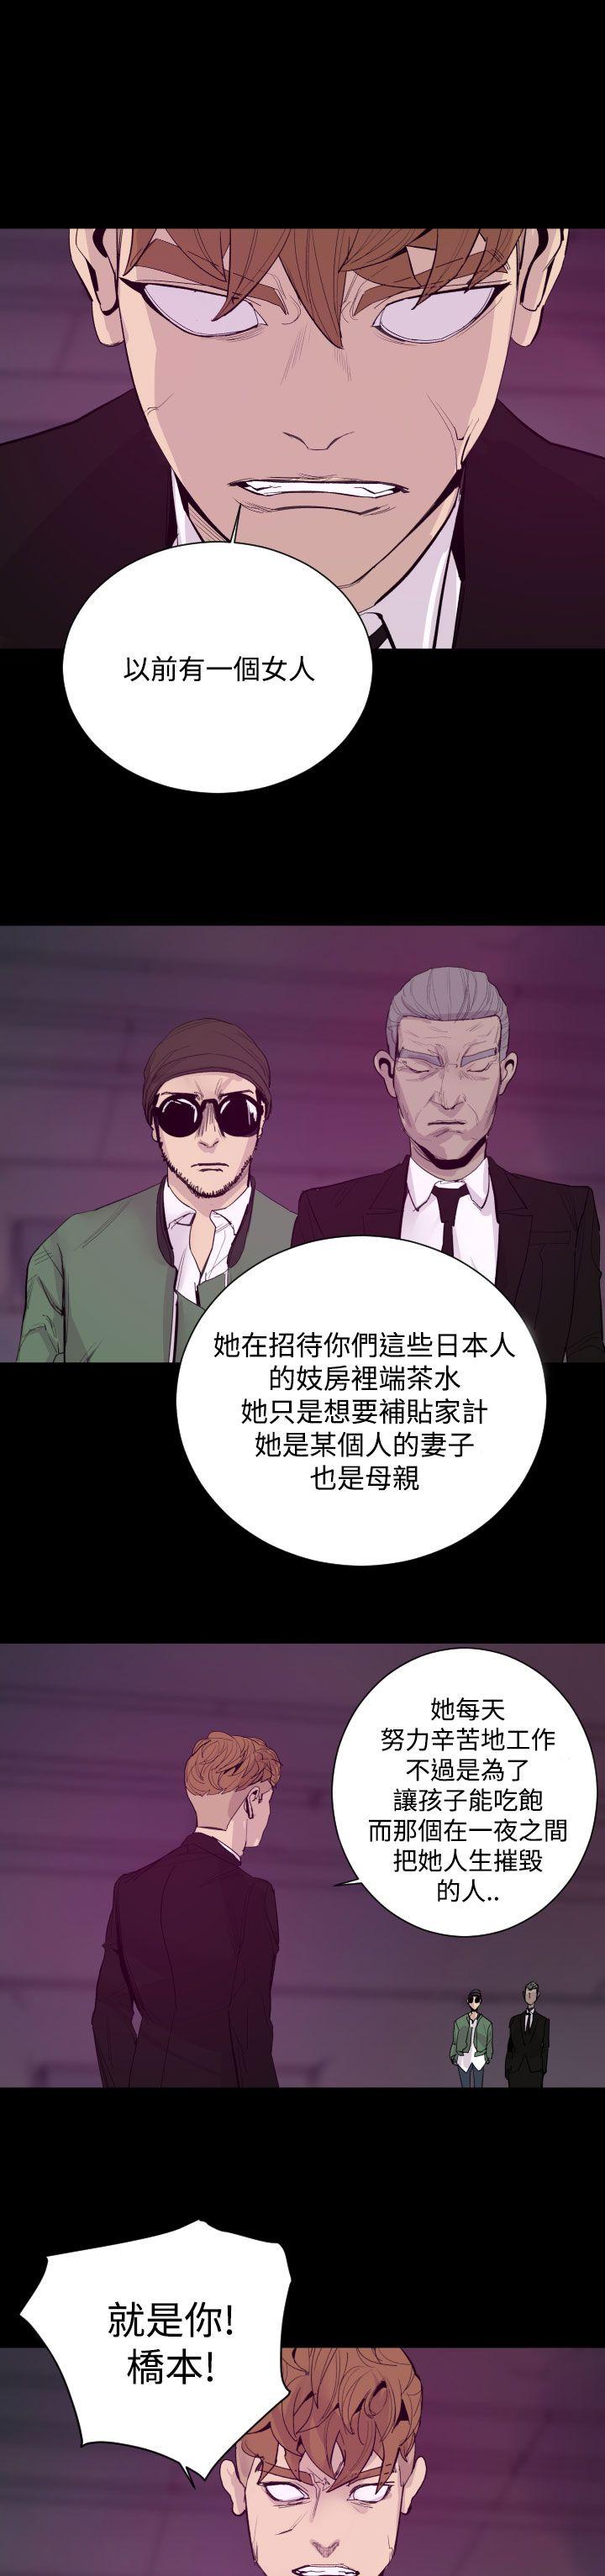 以前有一個女人
她在招待你們這些日本人
的妓房裡端茶水
她只是想要補貼家計
她是某個人的妻子
也是母親
她每天
努力辛苦地工作
不過是為了
讓孩子能吃飽
而那個在一夜之間
把她人生摧毀
的人..
就是你!
橋本!